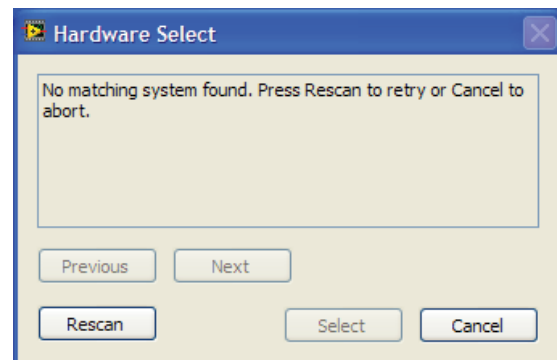 Hardware Select
No matching system found. Press Rescan to retry or Cancel to
abort.
Previous Next
Rescan Select Cancel